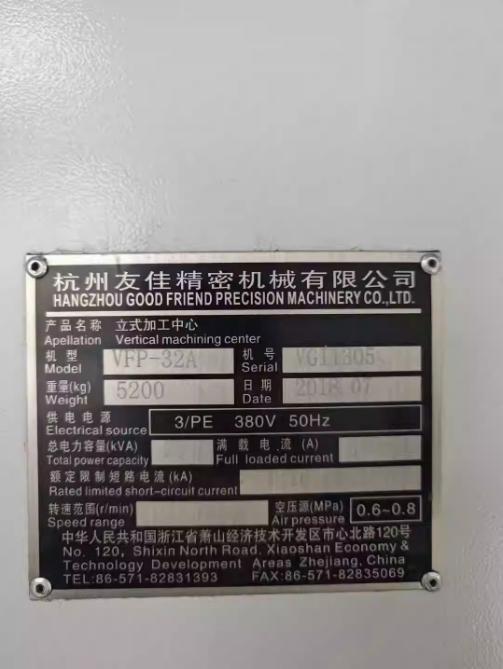 杭州友佳精密机械有限公司
HANGZHOU GOOD FRIEND PRECISION MACHINERY CO.,LTD.
产品名称 立式加工中心
Apellation Vertical machining center
机型 VFP-32A 机号 VG11305
Model Serial
重量(kg) 5200 日期 2018 07
Weight Date
供电电源 3/PE 380V 50Hz
Electrical source
总电力容量(kVA) 满载电流(A)
Total power capacity Full loaded current
额定限制短路电流(kA)
Rated limited short-circuit current
转速范围(r/min) 空压源(MPa) 0.6~0.8
Speed range Air pressure
中华人民共和国浙江省萧山经济技术开发区市心北路120号
No. 120, Shixin North Road. Xiaoshan Economy &
Technology Development Areas Zhejiang, China
TEL:86-571-82831393 FAX:86-571-82835069